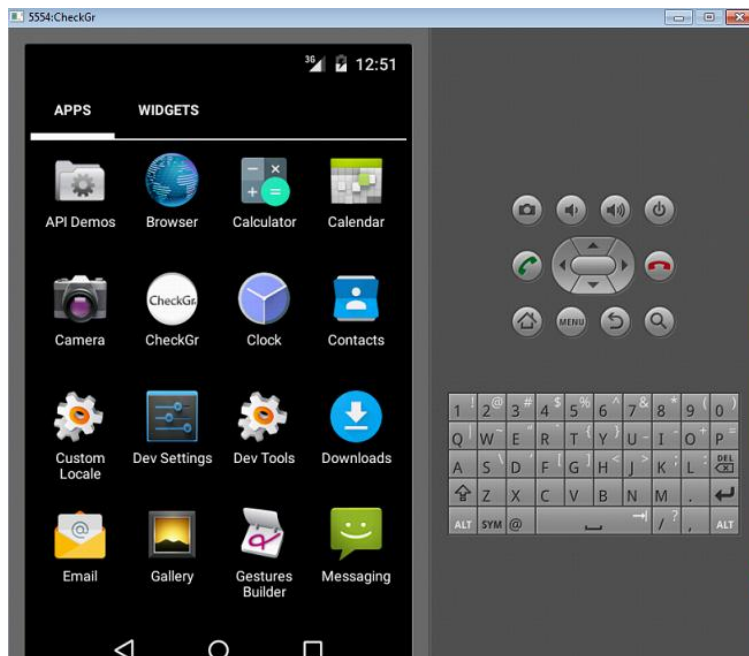 5554:CheckGr
3G 12:51
APPS WIDGETS
API Demos Browser Calculator Calendar
CheckGr
Camera CheckGr Clock Contacts
Custom Locale Dev Settings Dev Tools Downloads
Email Gallery Gestures Builder Messaging
MENU
1 ! 2 @ 3 # 4 $ 5 % 6 ^ 7 & 8 * 9 ( 0 )
Q | W ~ E " R ` T { Y } U _ I - O + P =
A S \ D ' F [ G ] H < J > K ; L : DEL
Z X C V B N M .
ALT SYM @ / ? , ALT